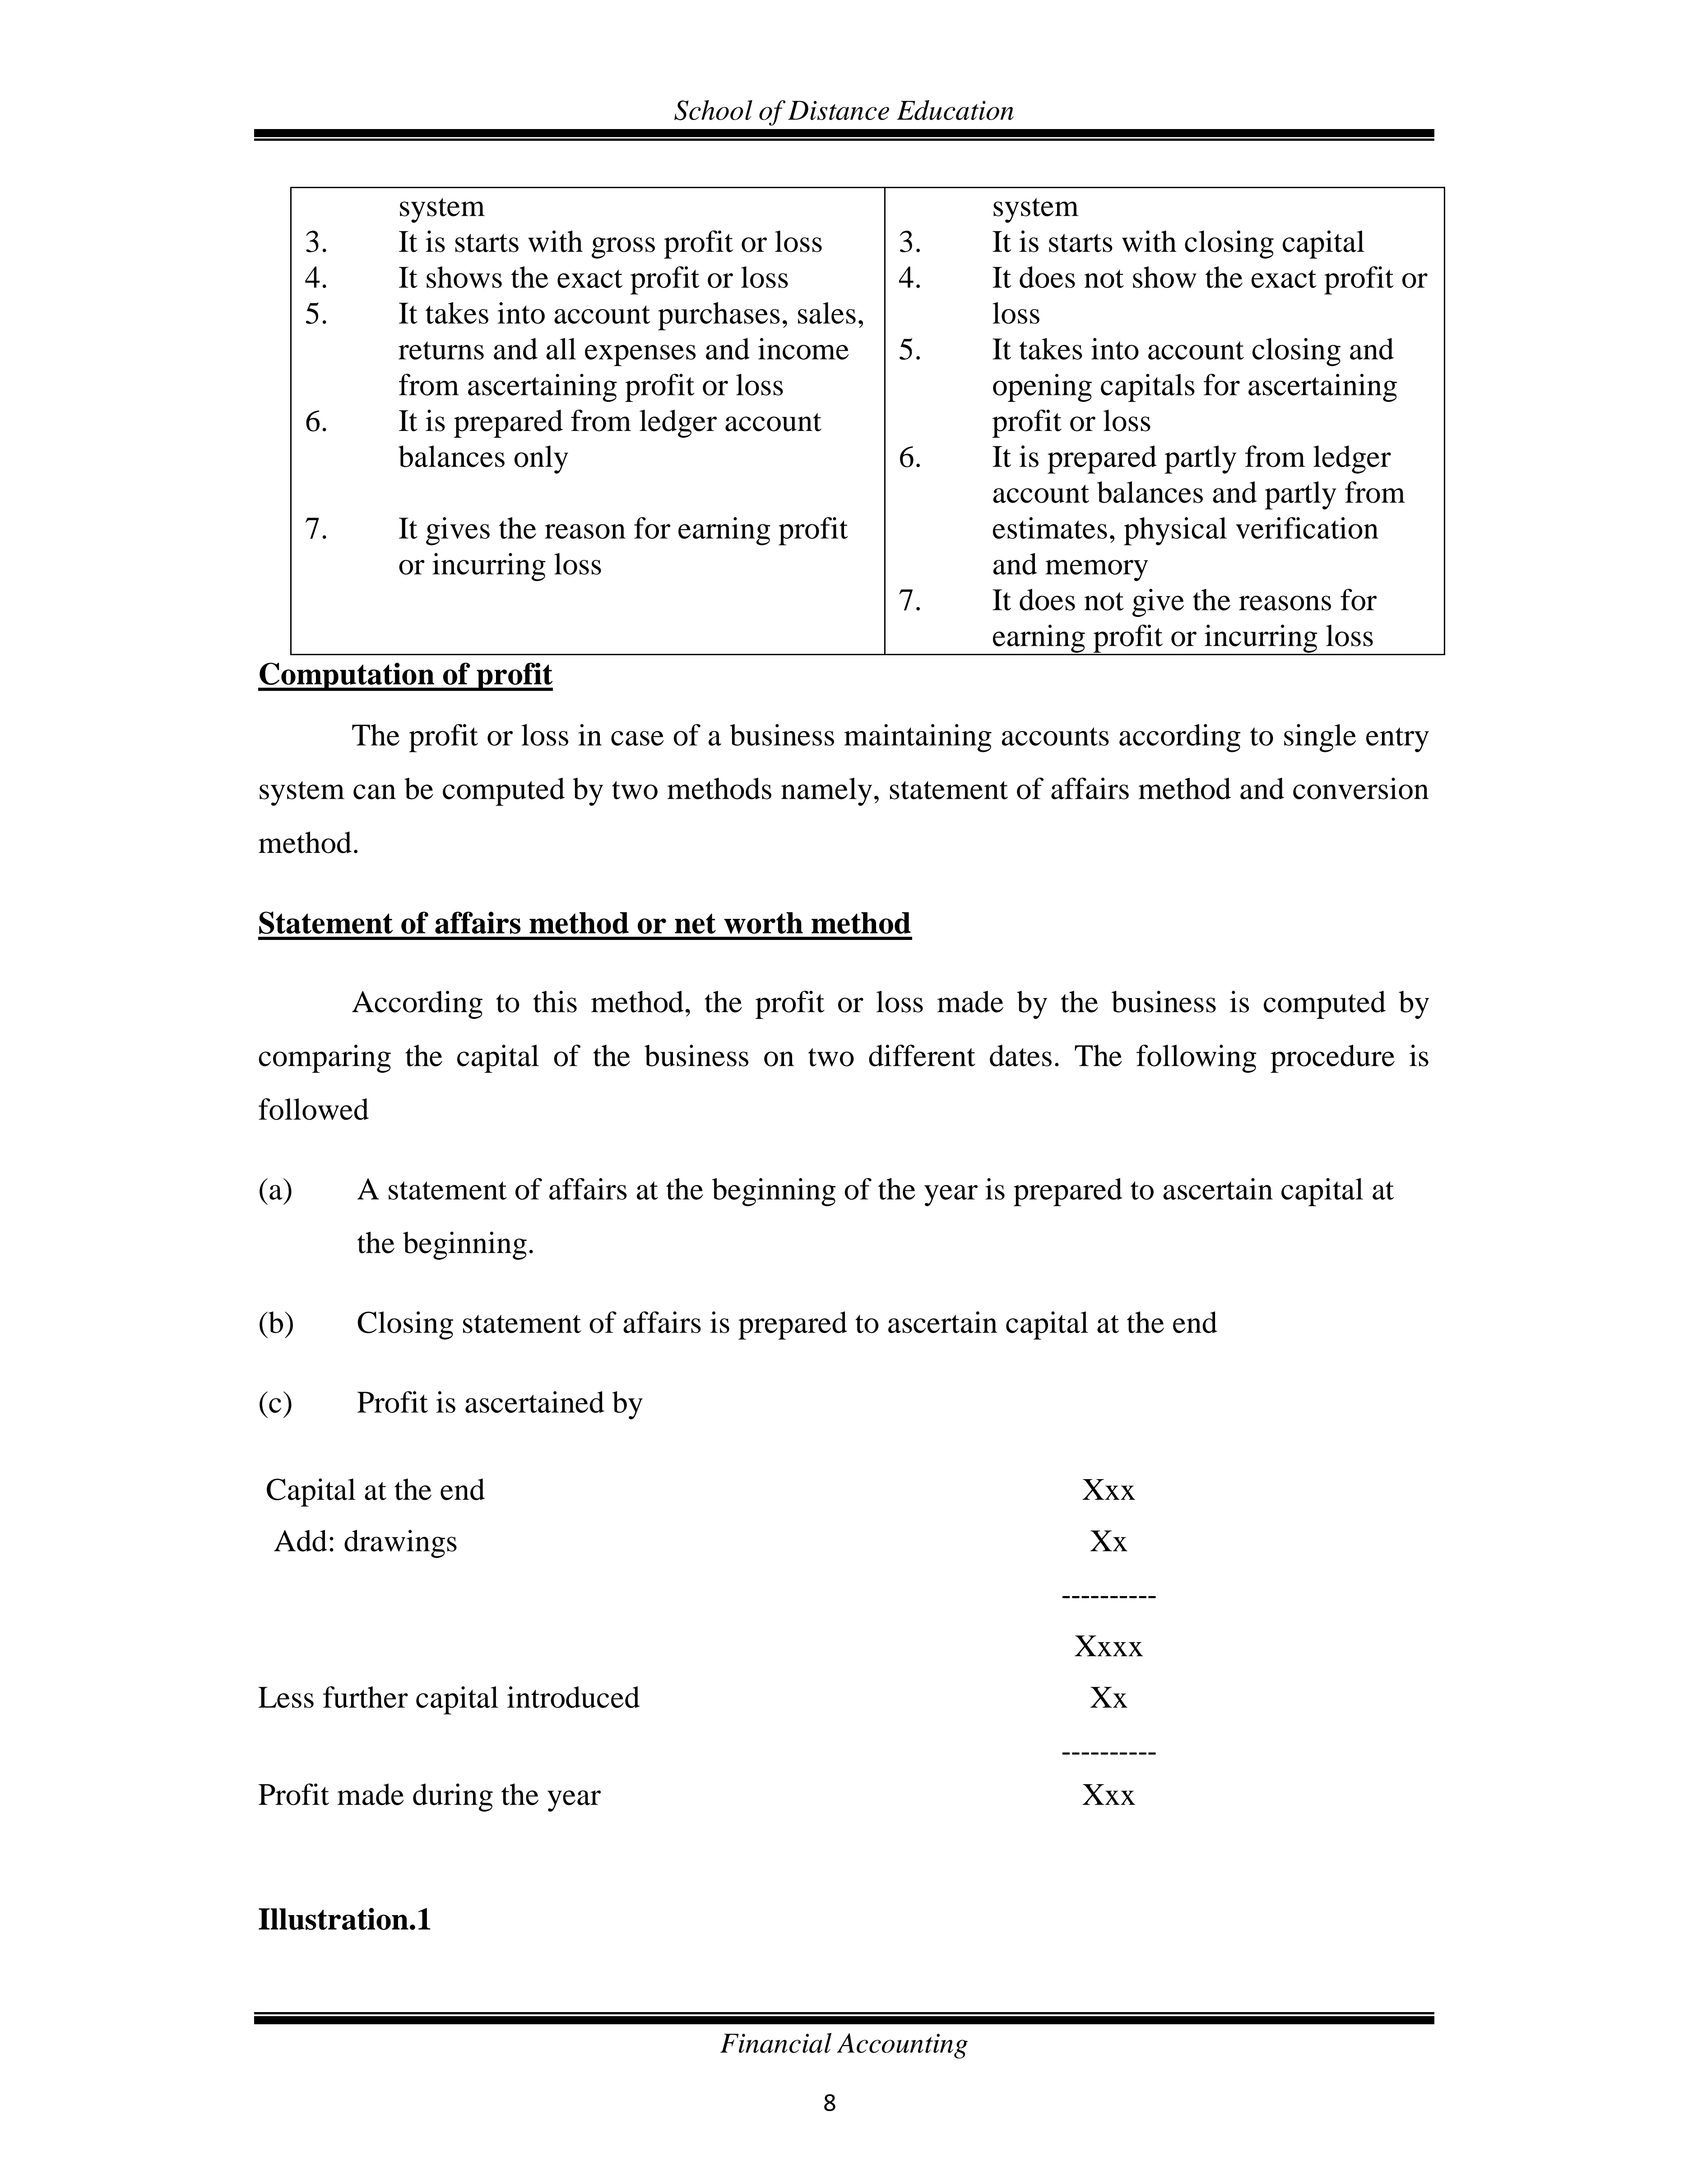 School of Distance Education
system
3. It is starts with gross profit or loss
4. It shows the exact profit or loss
5. It takes into account purchases, sales,
returns and all expenses and income
from ascertaining profit or loss
6. It is prepared from ledger account
balances only
7. It gives the reason for earning profit
or incurring loss
system
3. It is starts with closing capital
4. It does not show the exact profit or
loss
5. It takes into account closing and
opening capitals for ascertaining
profit or loss
6. It is prepared partly from ledger
account balances and partly from
estimates, physical verification
and memory
7. It does not give the reasons for
earning profit or incurring loss
Computation of profit
The profit or loss in case of a business maintaining accounts according to single entry
system can be computed by two methods namely, statement of affairs method and conversion
method.
Statement of affairs method or net worth method
According to this method, the profit or loss made by the business is computed by
comparing the capital of the business on two different dates. The following procedure is
followed
(a) A statement of affairs at the beginning of the year is prepared to ascertain capital at
the beginning.
(b) Closing statement of affairs is prepared to ascertain capital at the end
(c) Profit is ascertained by
Capital at the end Xxx
Add: drawings Xx
----------
Xxxx
Less further capital introduced Xx
----------
Profit made during the year Xxx
Illustration.1
Financial Accounting
8